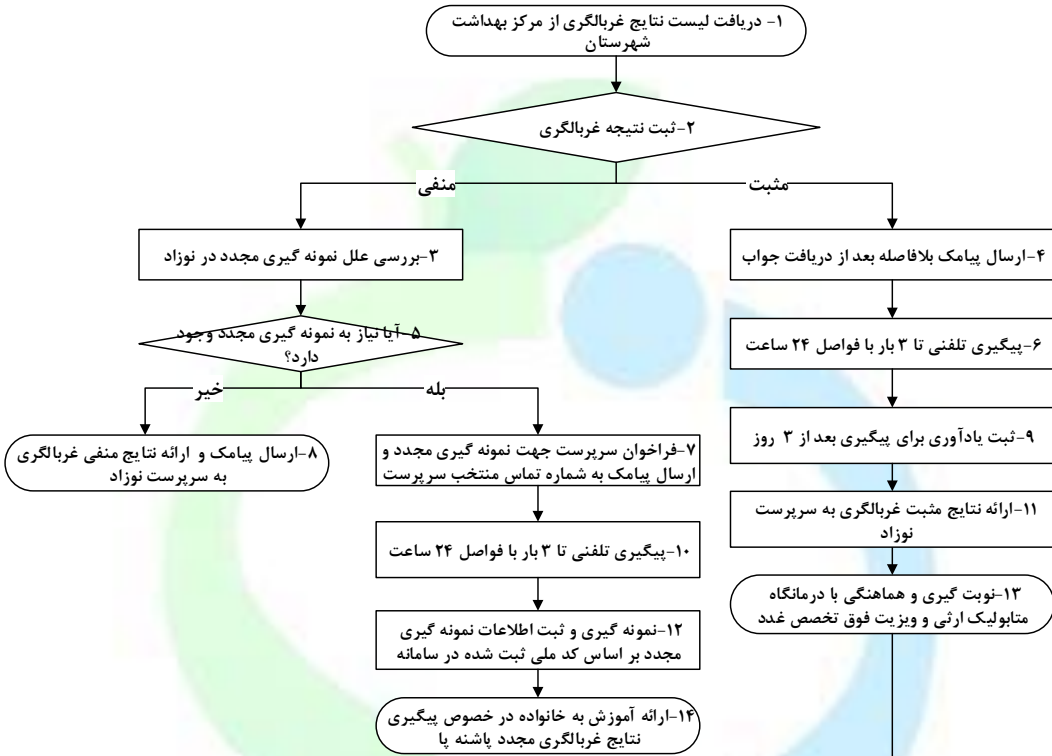 ۱- دریافت لیست نتایج غربالگری از مرکز بهداشت
شهرستان
۲-ثبت نتیجه غربالگری
منفی
مثبت
۳-بررسی علل نمونه گیری مجدد در نوزاد
۴-ارسال پیامک بلافاصله بعد از دریافت جواب
۵-آیا نیاز به نمونه گیری مجدد وجود
دارد؟
۶-پیگیری تلفنی تا ۳ بار با فواصل ۲۴ ساعت
خیر
بله
۷-فراخوان سرپرست جهت نمونه گیری مجدد و
ارسال پیامک به شماره تماس منتخب سرپرست
۸-ارسال پیامک و ارائه نتایج منفی غربالگری
به سرپرست نوزاد
۹-ثبت یادآوری برای پیگیری بعد از ۳ روز
۱۰-پیگیری تلفنی تا ۳ بار با فواصل ۲۴ ساعت
۱۱-ارائه نتایج مثبت غربالگری به سرپرست
نوزاد
۱۲-نمونه گیری و ثبت اطلاعات نمونه گیری
مجدد بر اساس کد ملی ثبت شده در سامانه
۱۳-نوبت گیری و هماهنگی با درمانگاه
متابولیک ارثی و ویزیت فوق تخصص غدد
۱۴-ارائه آموزش به خانواده در خصوص پیگیری
نتایج غربالگری مجدد پاشنه پا